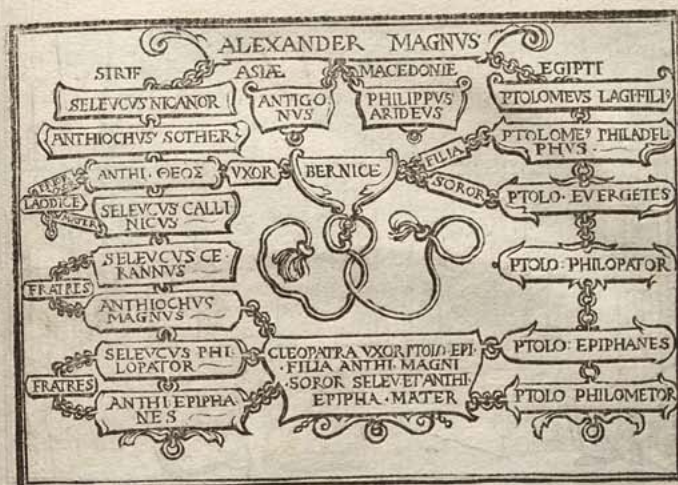 ALEXANDER MAGNVS
SIRIE ASIÆ MACEDONIE EGIPTI
SELEVCVS NICANOR
ANTIGO
NVS
PHILIPPVS
ARIDEVS
PTOLOMEVS LAGI·FILI⁹
ANTHIOCHVS SOTHER
PTOLOME⁹ PHILADEL
PHVS
ANTHI·ΘΕΟΣ
VXOR
BERNICE
FILIA
SOROR
LAODICE
SELEVCVS CALLI
NICVS
PTOLO·EVERGETES
SELEVCVS CE
RANNVS
FRATRES
ANTHIOCHVS
MAGNVS
PTOLO:PHILOPATOR
SELEVCVS PHI
LOPATOR
FRATRES
ANTHI·EPIPHA
NES
CLEOPATRA VXOR PTOLO·EPI
·FILIA ANTHI·MAGNI
·SOROR SELEV·ET ANTHI·
EPIPHA·MATER
PTOLO:EPIPHANES
PTOLO PHILOMETOR